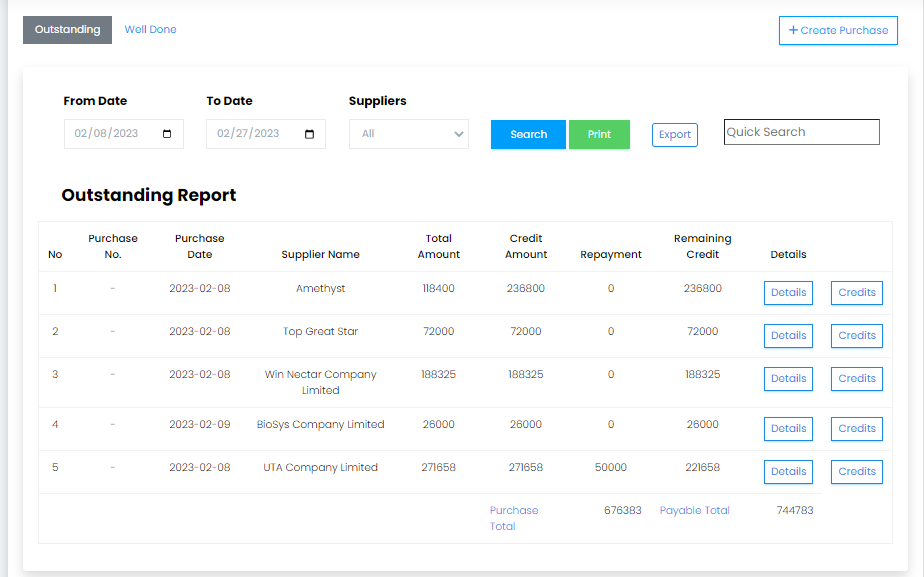 Outstanding Well Done + Create Purchase
From Date To Date Suppliers
02/08/2023 02/27/2023 All Search Print Export Quick Search
Outstanding Report
No Purchase No. Purchase Date Supplier Name Total Amount Credit Amount Repayment Remaining Credit Details
1 - 2023-02-08 Amethyst 118400 236800 0 236800 Details Credits
2 - 2023-02-08 Top Great Star 72000 72000 0 72000 Details Credits
3 - 2023-02-08 Win Nectar Company Limited 188325 188325 0 188325 Details Credits
4 - 2023-02-09 BioSys Company Limited 26000 26000 0 26000 Details Credits
5 - 2023-02-08 UTA Company Limited 271658 271658 50000 221658 Details Credits
Purchase Total 676383 Payable Total 744783